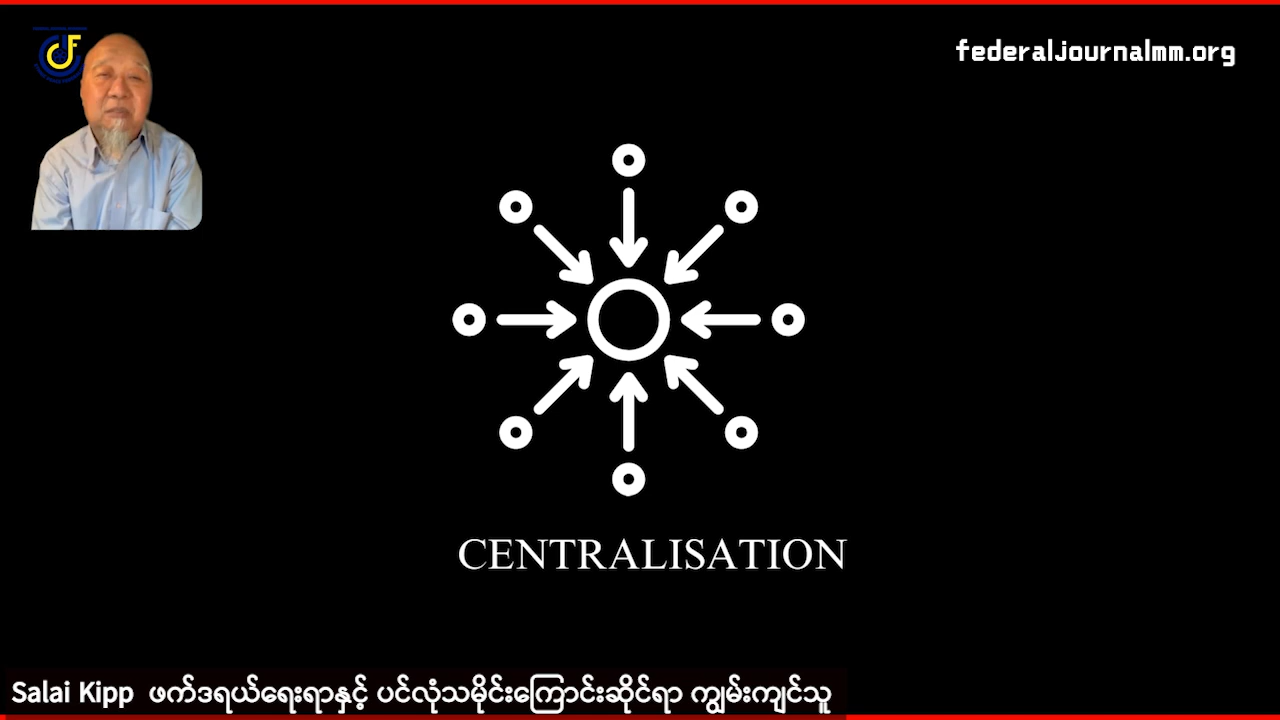 federaljournalmm.org
CENTRALISATION
Salai Kipp ဖက်ဒရယ်ရေးရာနှင့် ပင်လုံသမိုင်းကြောင်းဆိုင်ရာ ကျွမ်းကျင်သူ